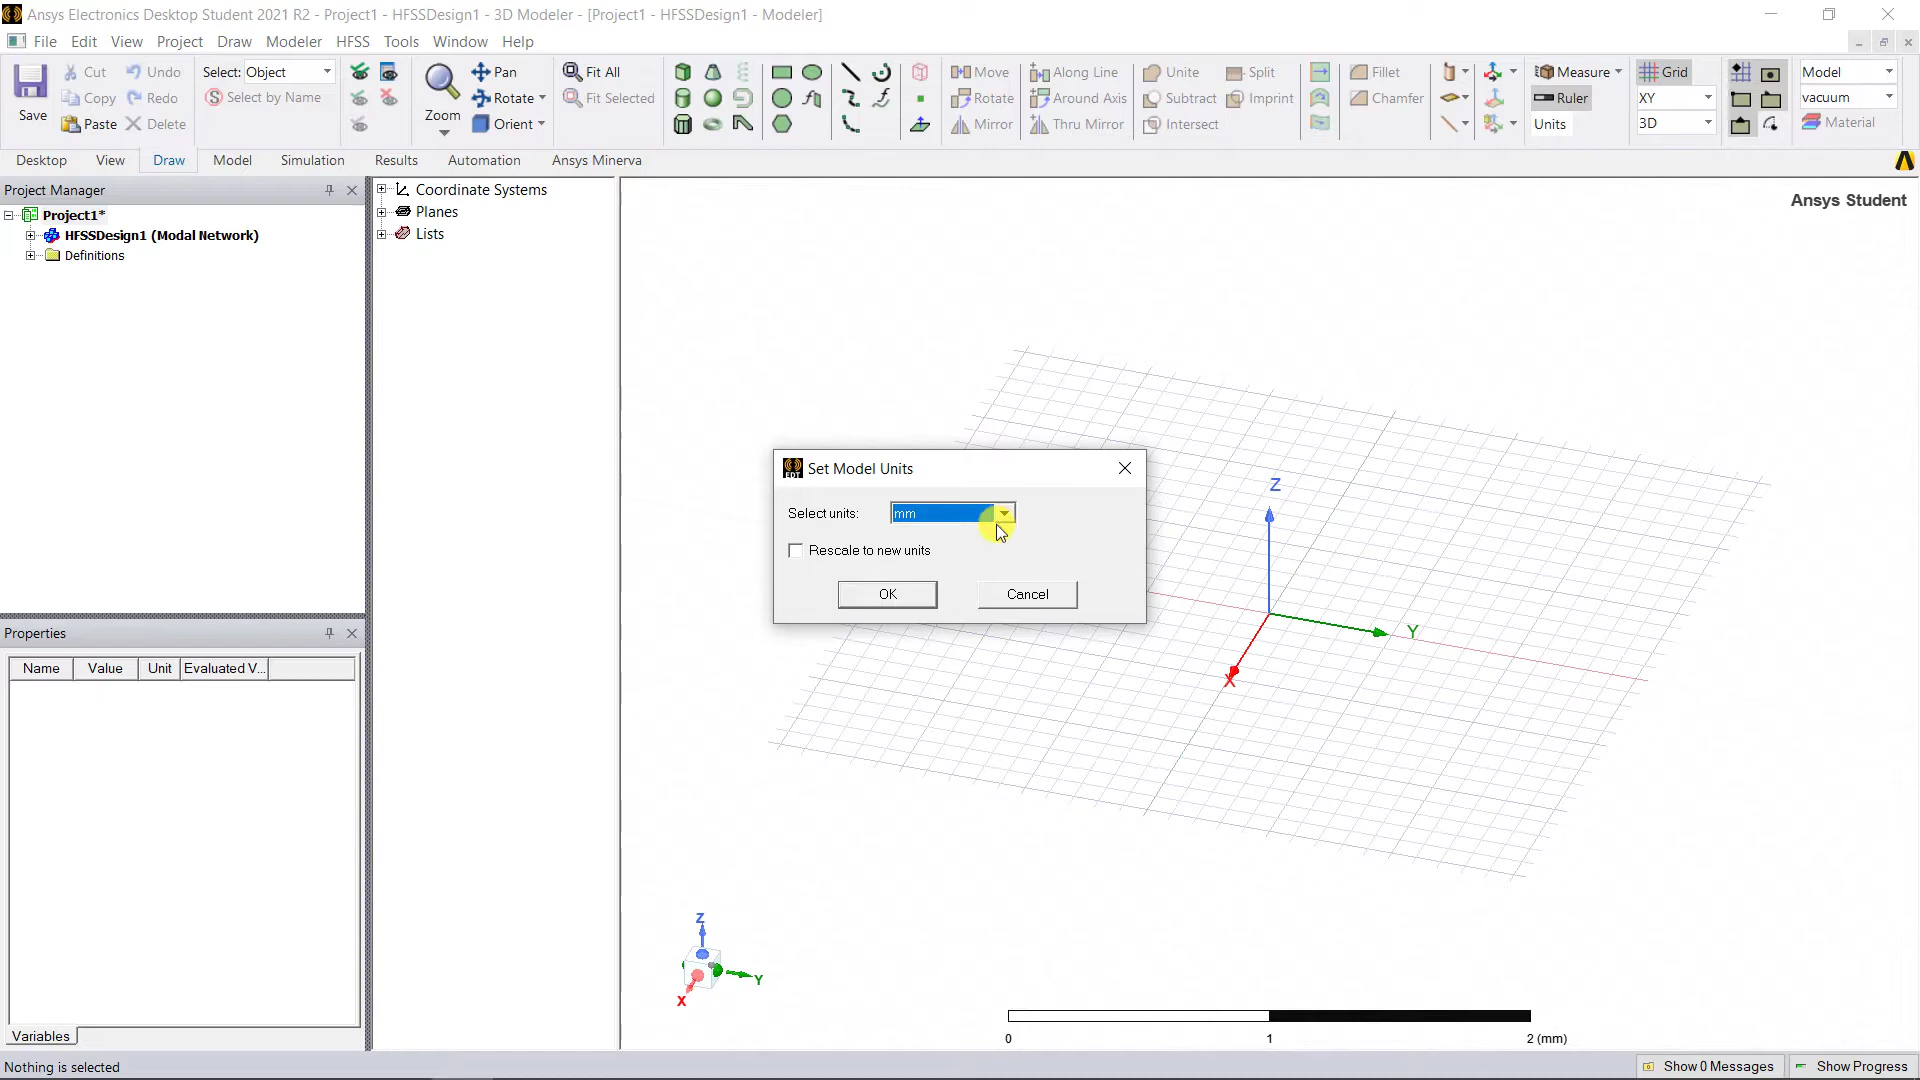 Ansys Electronics Desktop Student 2021 R2 - Project1 - HFSSDesign1 - 3D Modeler - [Project1 - HFSSDesign1 - Modeler]
File Edit View Project Draw Modeler HFSS Tools Window Help
Save
Cut Undo
Copy Redo
Paste Delete
Select: Object
Select by Name
Zoom
Pan
Rotate
Orient
Fit All
Fit Selected
Move Along Line Unite Split Fillet
Rotate Around Axis Subtract Imprint Chamfer
Mirror Thru Mirror Intersect
Measure Grid
Ruler XY
Units 3D
Model
vacuum
Material
Desktop View Draw Model Simulation Results Automation Ansys Minerva
Project Manager
Project1*
HFSSDesign1 (Modal Network)
Definitions
Coordinate Systems
Planes
Lists
Ansys Student
Z
Y
X
EDT
Set Model Units
Select units: mm
Rescale to new units
OK Cancel
Properties
Name Value Unit Evaluated V...
Variables
Z
Y
X
0 1 2 (mm)
Nothing is selected
Show 0 Messages Show Progress